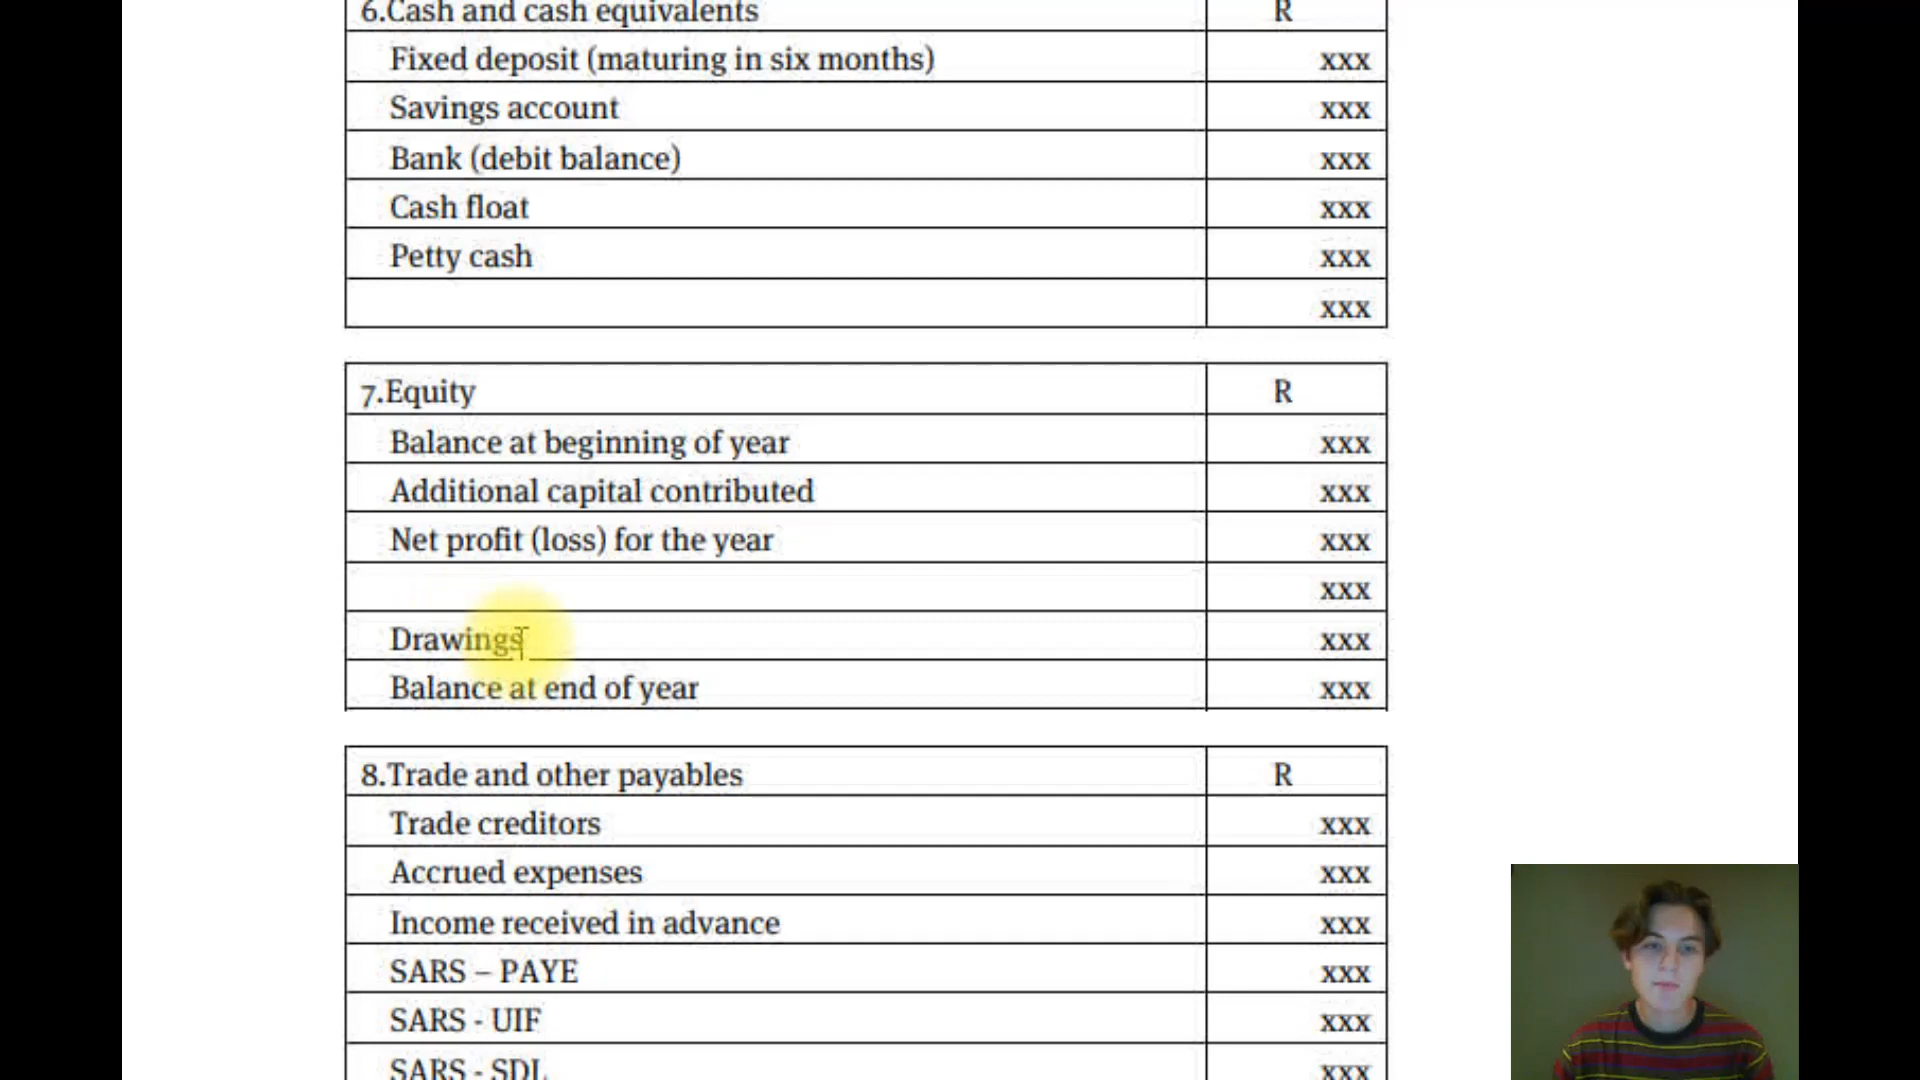 6.Cash and cash equivalents R
Fixed deposit (maturing in six months) xxx
Savings account xxx
Bank (debit balance) xxx
Cash float xxx
Petty cash xxx
xxx
7.Equity R
Balance at beginning of year xxx
Additional capital contributed xxx
Net profit (loss) for the year xxx
xxx
Drawings xxx
Balance at end of year xxx
8.Trade and other payables R
Trade creditors xxx
Accrued expenses xxx
Income received in advance xxx
SARS – PAYE xxx
SARS - UIF xxx
SARS - SDL xxx